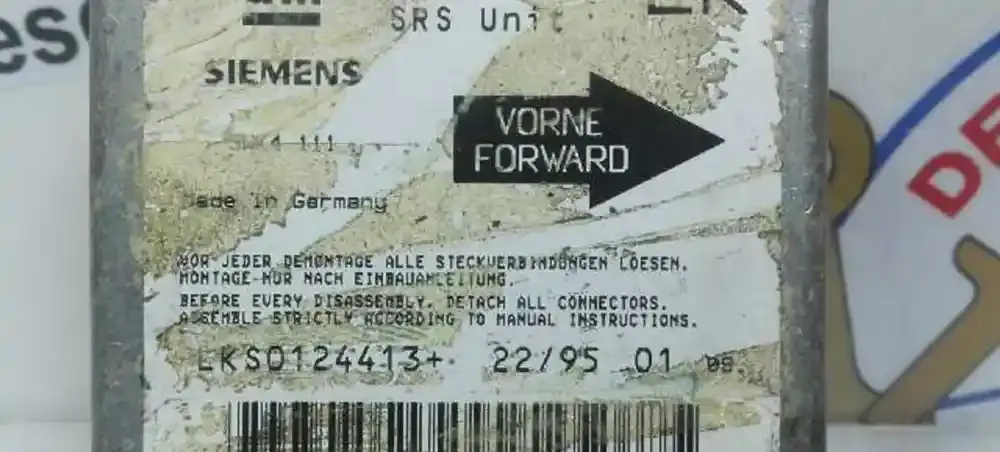 SRS Unit
SIEMENS
VORNE
FORWARD
Made in Germany
VOR JEDER DEMONTAGE ALLE STECKVERBINDUNGEN LOESEN.
MONTAGE NUR NACH EINBAUANLEITUNG.
BEFORE EVERY DISASSEMBLY, DETACH ALL CONNECTORS.
ASSEMBLE STRICTLY ACCORDING TO MANUAL INSTRUCTIONS.
LKS0124413+ 22/95 01
DE